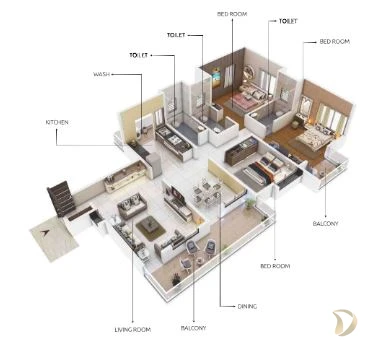 BED ROOM
TOILET
TOILET
BED ROOM
TOILET
WASH
KITCHEN
BALCONY
BED ROOM
DINING
LIVING ROOM
BALCONY